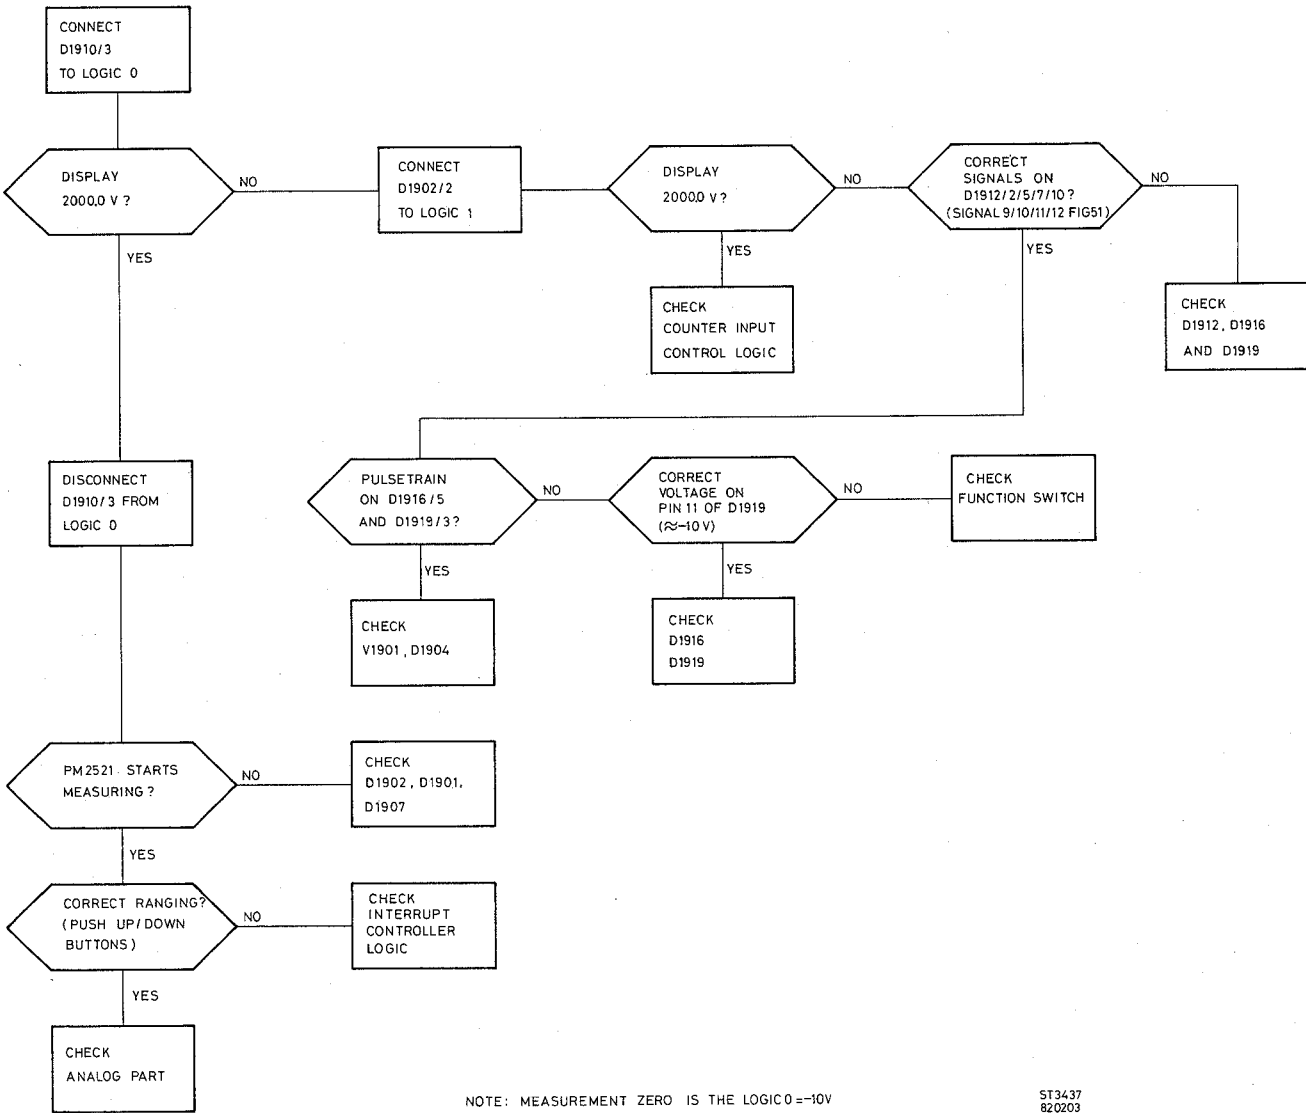 CONNECT
D1910/3
TO LOGIC 0
DISPLAY
2000,0 V ?
NO
YES
CONNECT
D1902/2
TO LOGIC 1
DISPLAY
2000,0 V ?
NO
YES
CHECK
COUNTER INPUT
CONTROL LOGIC
CORRECT
SIGNALS ON
D1912/2/5/7/10 ?
(SIGNAL 9/10/11/12 FIG51)
NO
YES
CHECK
D1912, D1916
AND D1919
DISCONNECT
D1910/3 FROM
LOGIC 0
PULSETRAIN
ON D1916/5
AND D1919/3 ?
NO
YES
CHECK
V1901, D1904
CORRECT
VOLTAGE ON
PIN 11 OF D1919
(≈-10 V)
NO
YES
CHECK
D1916
D1919
CHECK
FUNCTION SWITCH
PM2521 STARTS
MEASURING ?
NO
YES
CHECK
D1902, D1901,
D1907
CORRECT RANGING?
(PUSH UP/DOWN
BUTTONS)
NO
YES
CHECK
INTERRUPT
CONTROLLER
LOGIC
CHECK
ANALOG PART
NOTE: MEASUREMENT ZERO IS THE LOGIC 0 = -10V
ST3437
820203